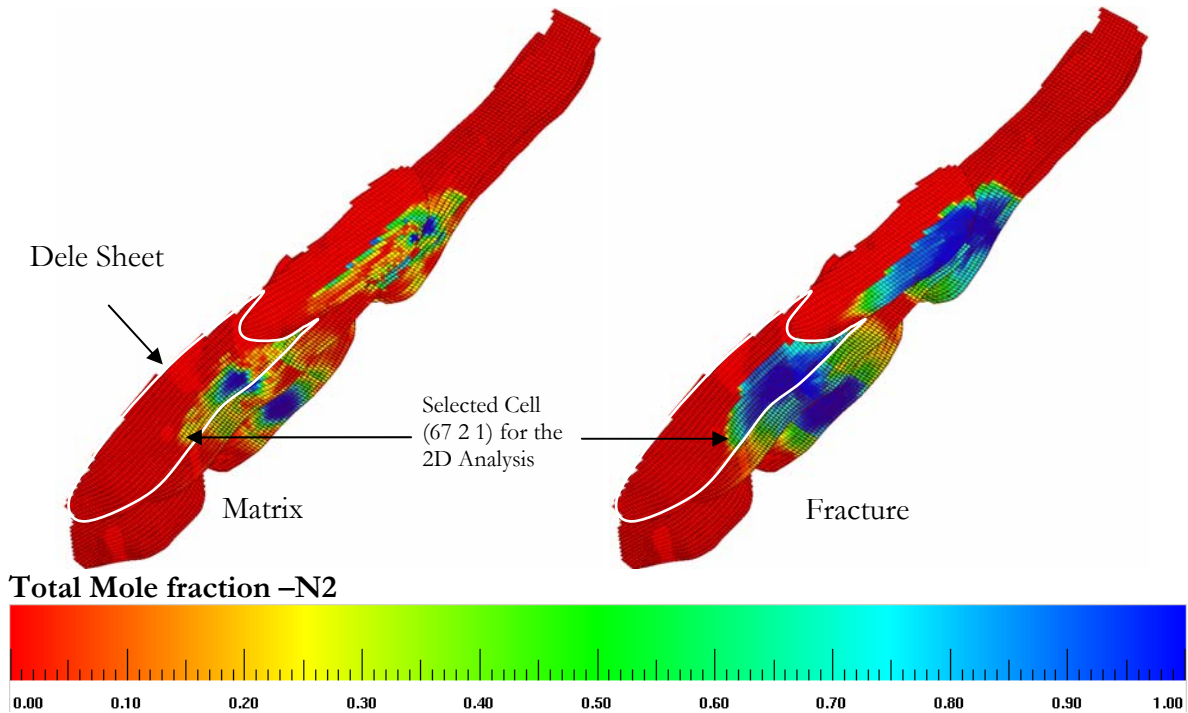 Dele Sheet
Selected Cell
(67 2 1) for the
2D Analysis
Matrix
Fracture
Total Mole fraction –N2
0.00 0.10 0.20 0.30 0.40 0.50 0.60 0.70 0.80 0.90 1.00